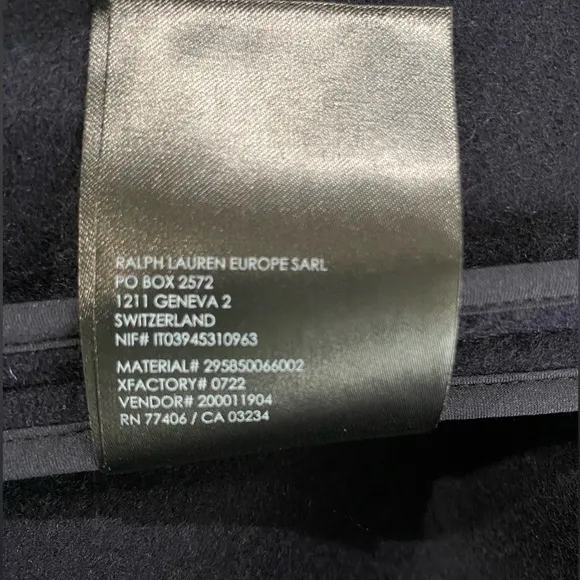 RALPH LAUREN EUROPE SARL
PO BOX 2572
1211 GENEVA 2
SWITZERLAND
NIF# IT03945310963
MATERIAL# 295850066002
XFACTORY# 0722
VENDOR# 200011904
RN 77406 / CA 03234